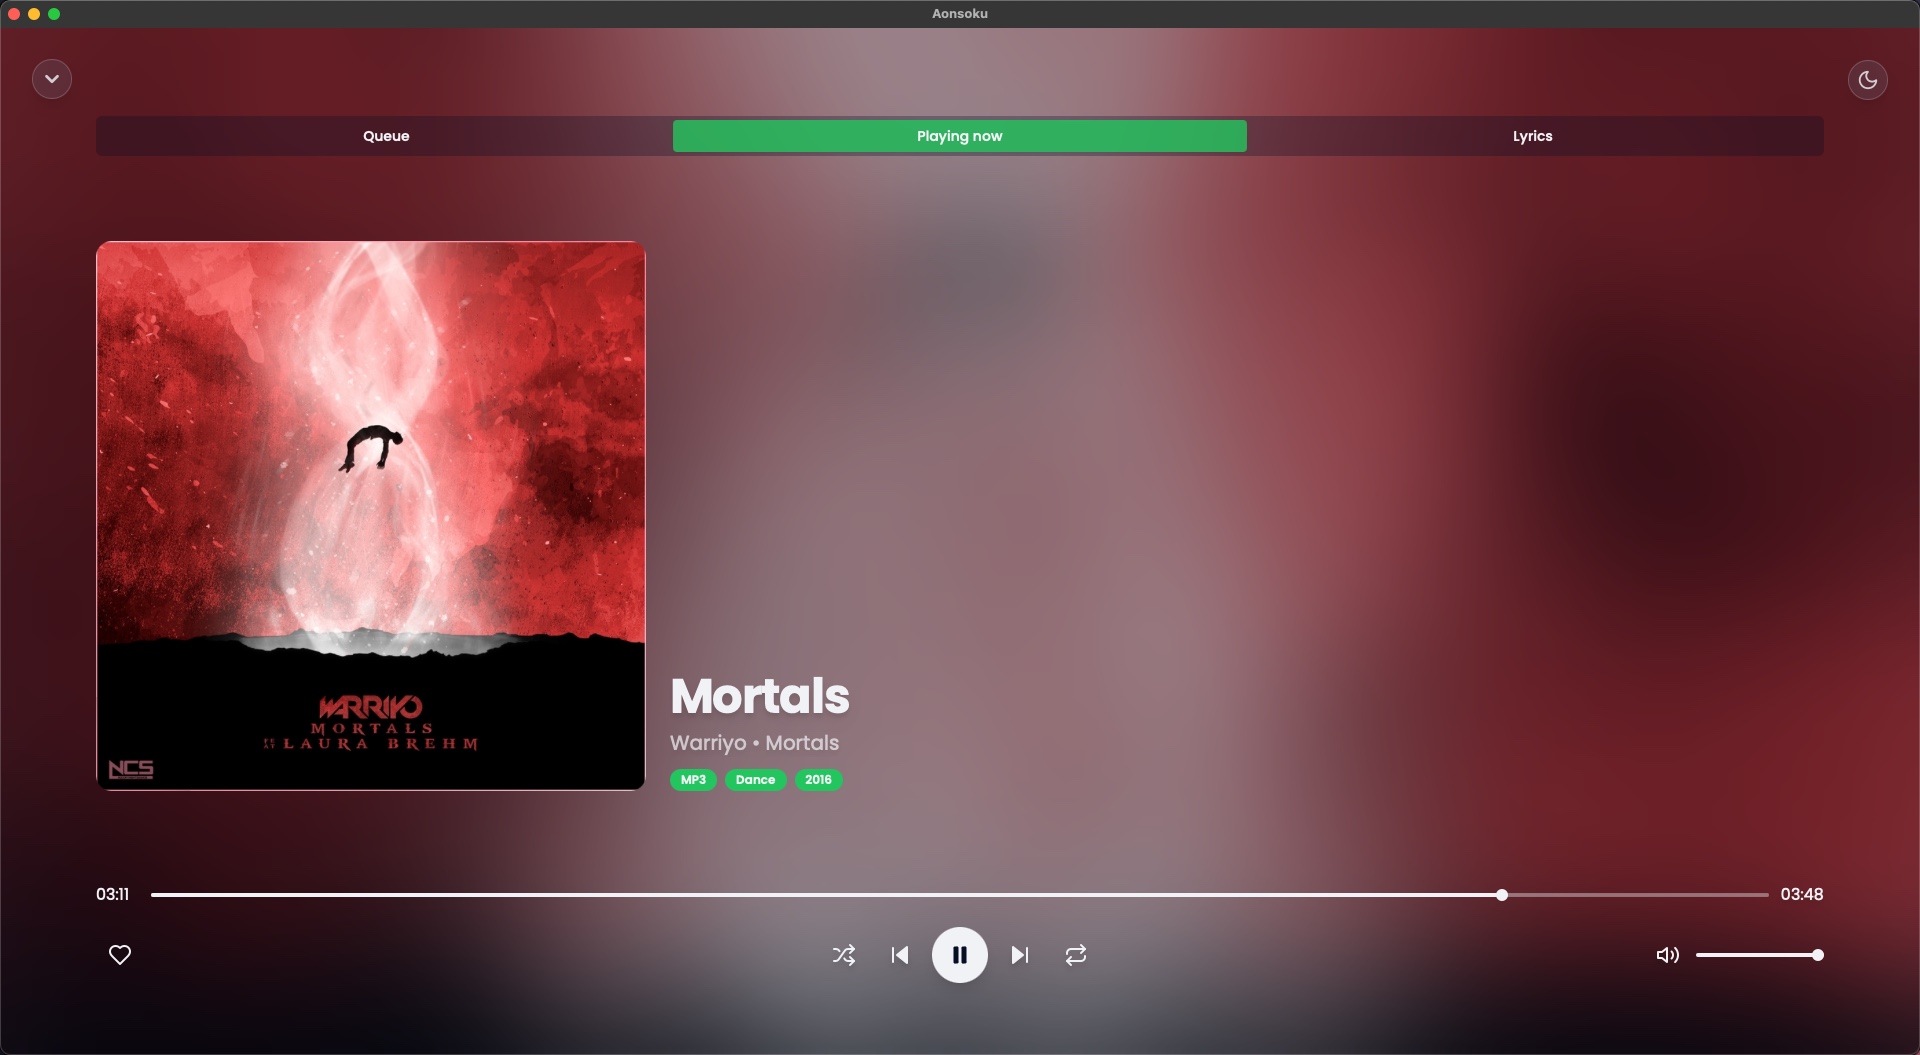 Aonsoku
Queue
Playing now
Lyrics
WARRIYO
MORTALS
FEAT LAURA BREHM
NCS
Mortals
Warriyo • Mortals
MP3
Dance
2016
03:11
03:48